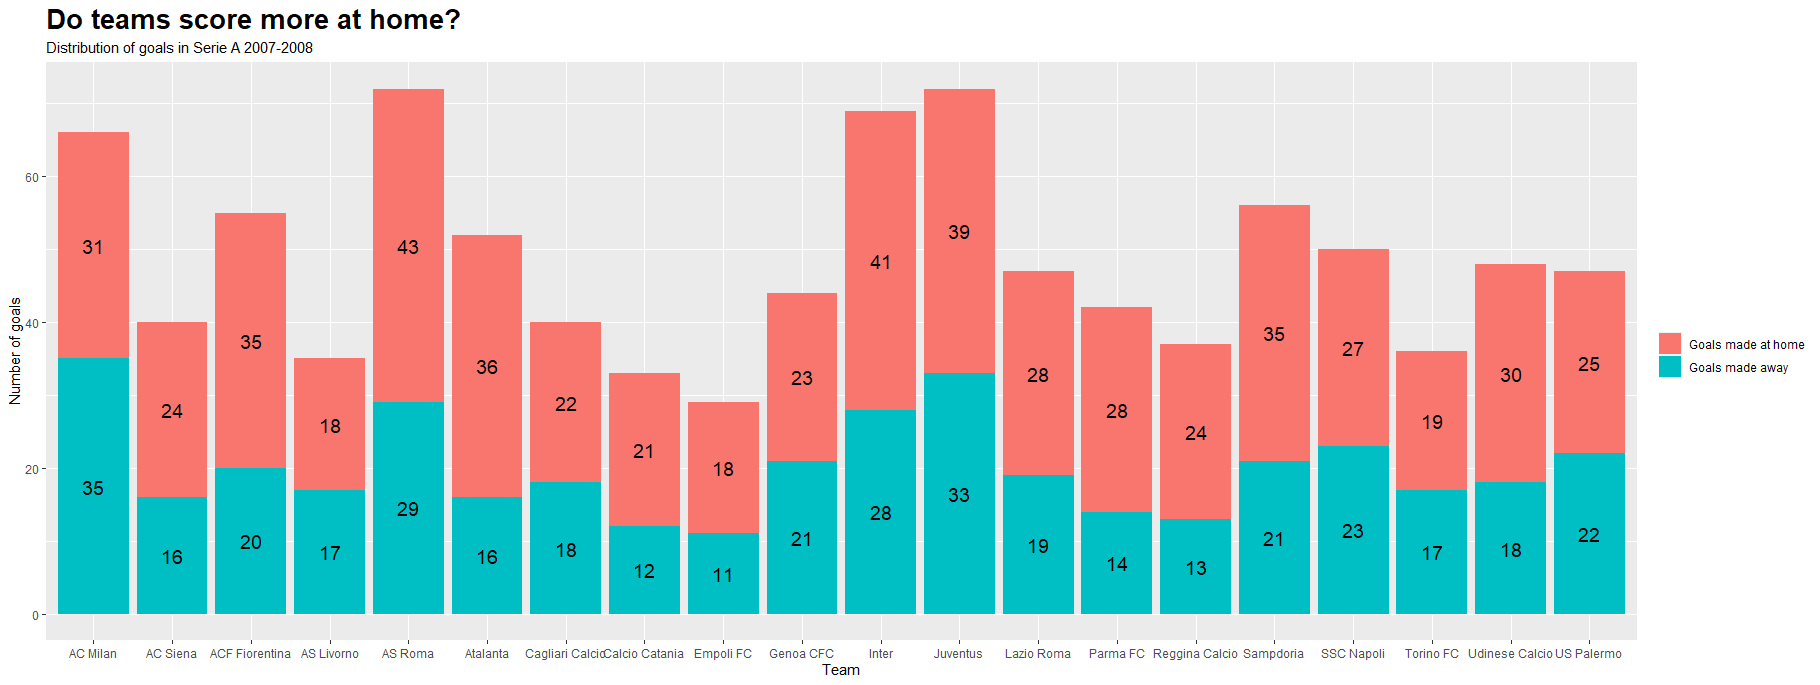 Do teams score more at home?
Distribution of goals in Serie A 2007-2008
Number of goals
60
40
20
0
31 24 35 18 43 36 22 21 18 23 41 39 28 28 24 35 27 19 30 25
35 16 20 17 29 16 18 12 11 21 28 33 19 14 13 21 23 17 18 22
AC Milan AC Siena ACF Fiorentina AS Livorno AS Roma Atalanta Cagliari Calcio Calcio Catania Empoli FC Genoa CFC Inter Juventus Lazio Roma Parma FC Reggina Calcio Sampdoria SSC Napoli Torino FC Udinese Calcio US Palermo
Team
Goals made at home
Goals made away